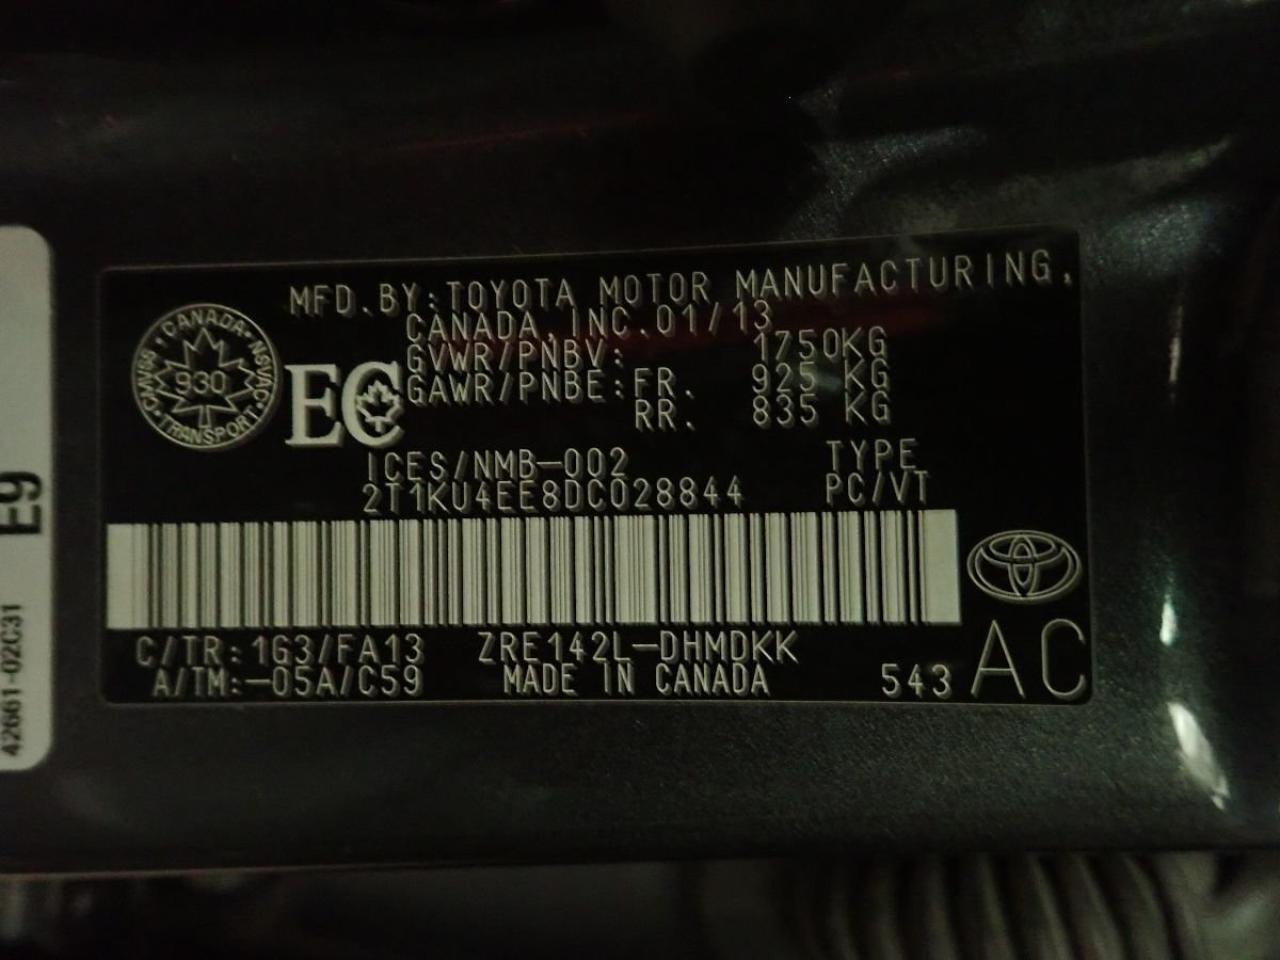 MFD.BY:TOYOTA MOTOR MANUFACTURING,
CANADA,INC.01/13
GVWR/PNBV: 1750KG
GAWR/PNBE:FR. 925 KG
RR. 835 KG
CANADA·NSVAC·TRANSPORT·CMVSS·
930
EC
ICES/NMB-002 TYPE
2T1KU4EE8DC028844 PC/VT
C/TR:1G3/FA13 ZRE142L-DHMDKK
A/TM:-05A/C59 MADE IN CANADA 543 AC
E9
42661-02C31